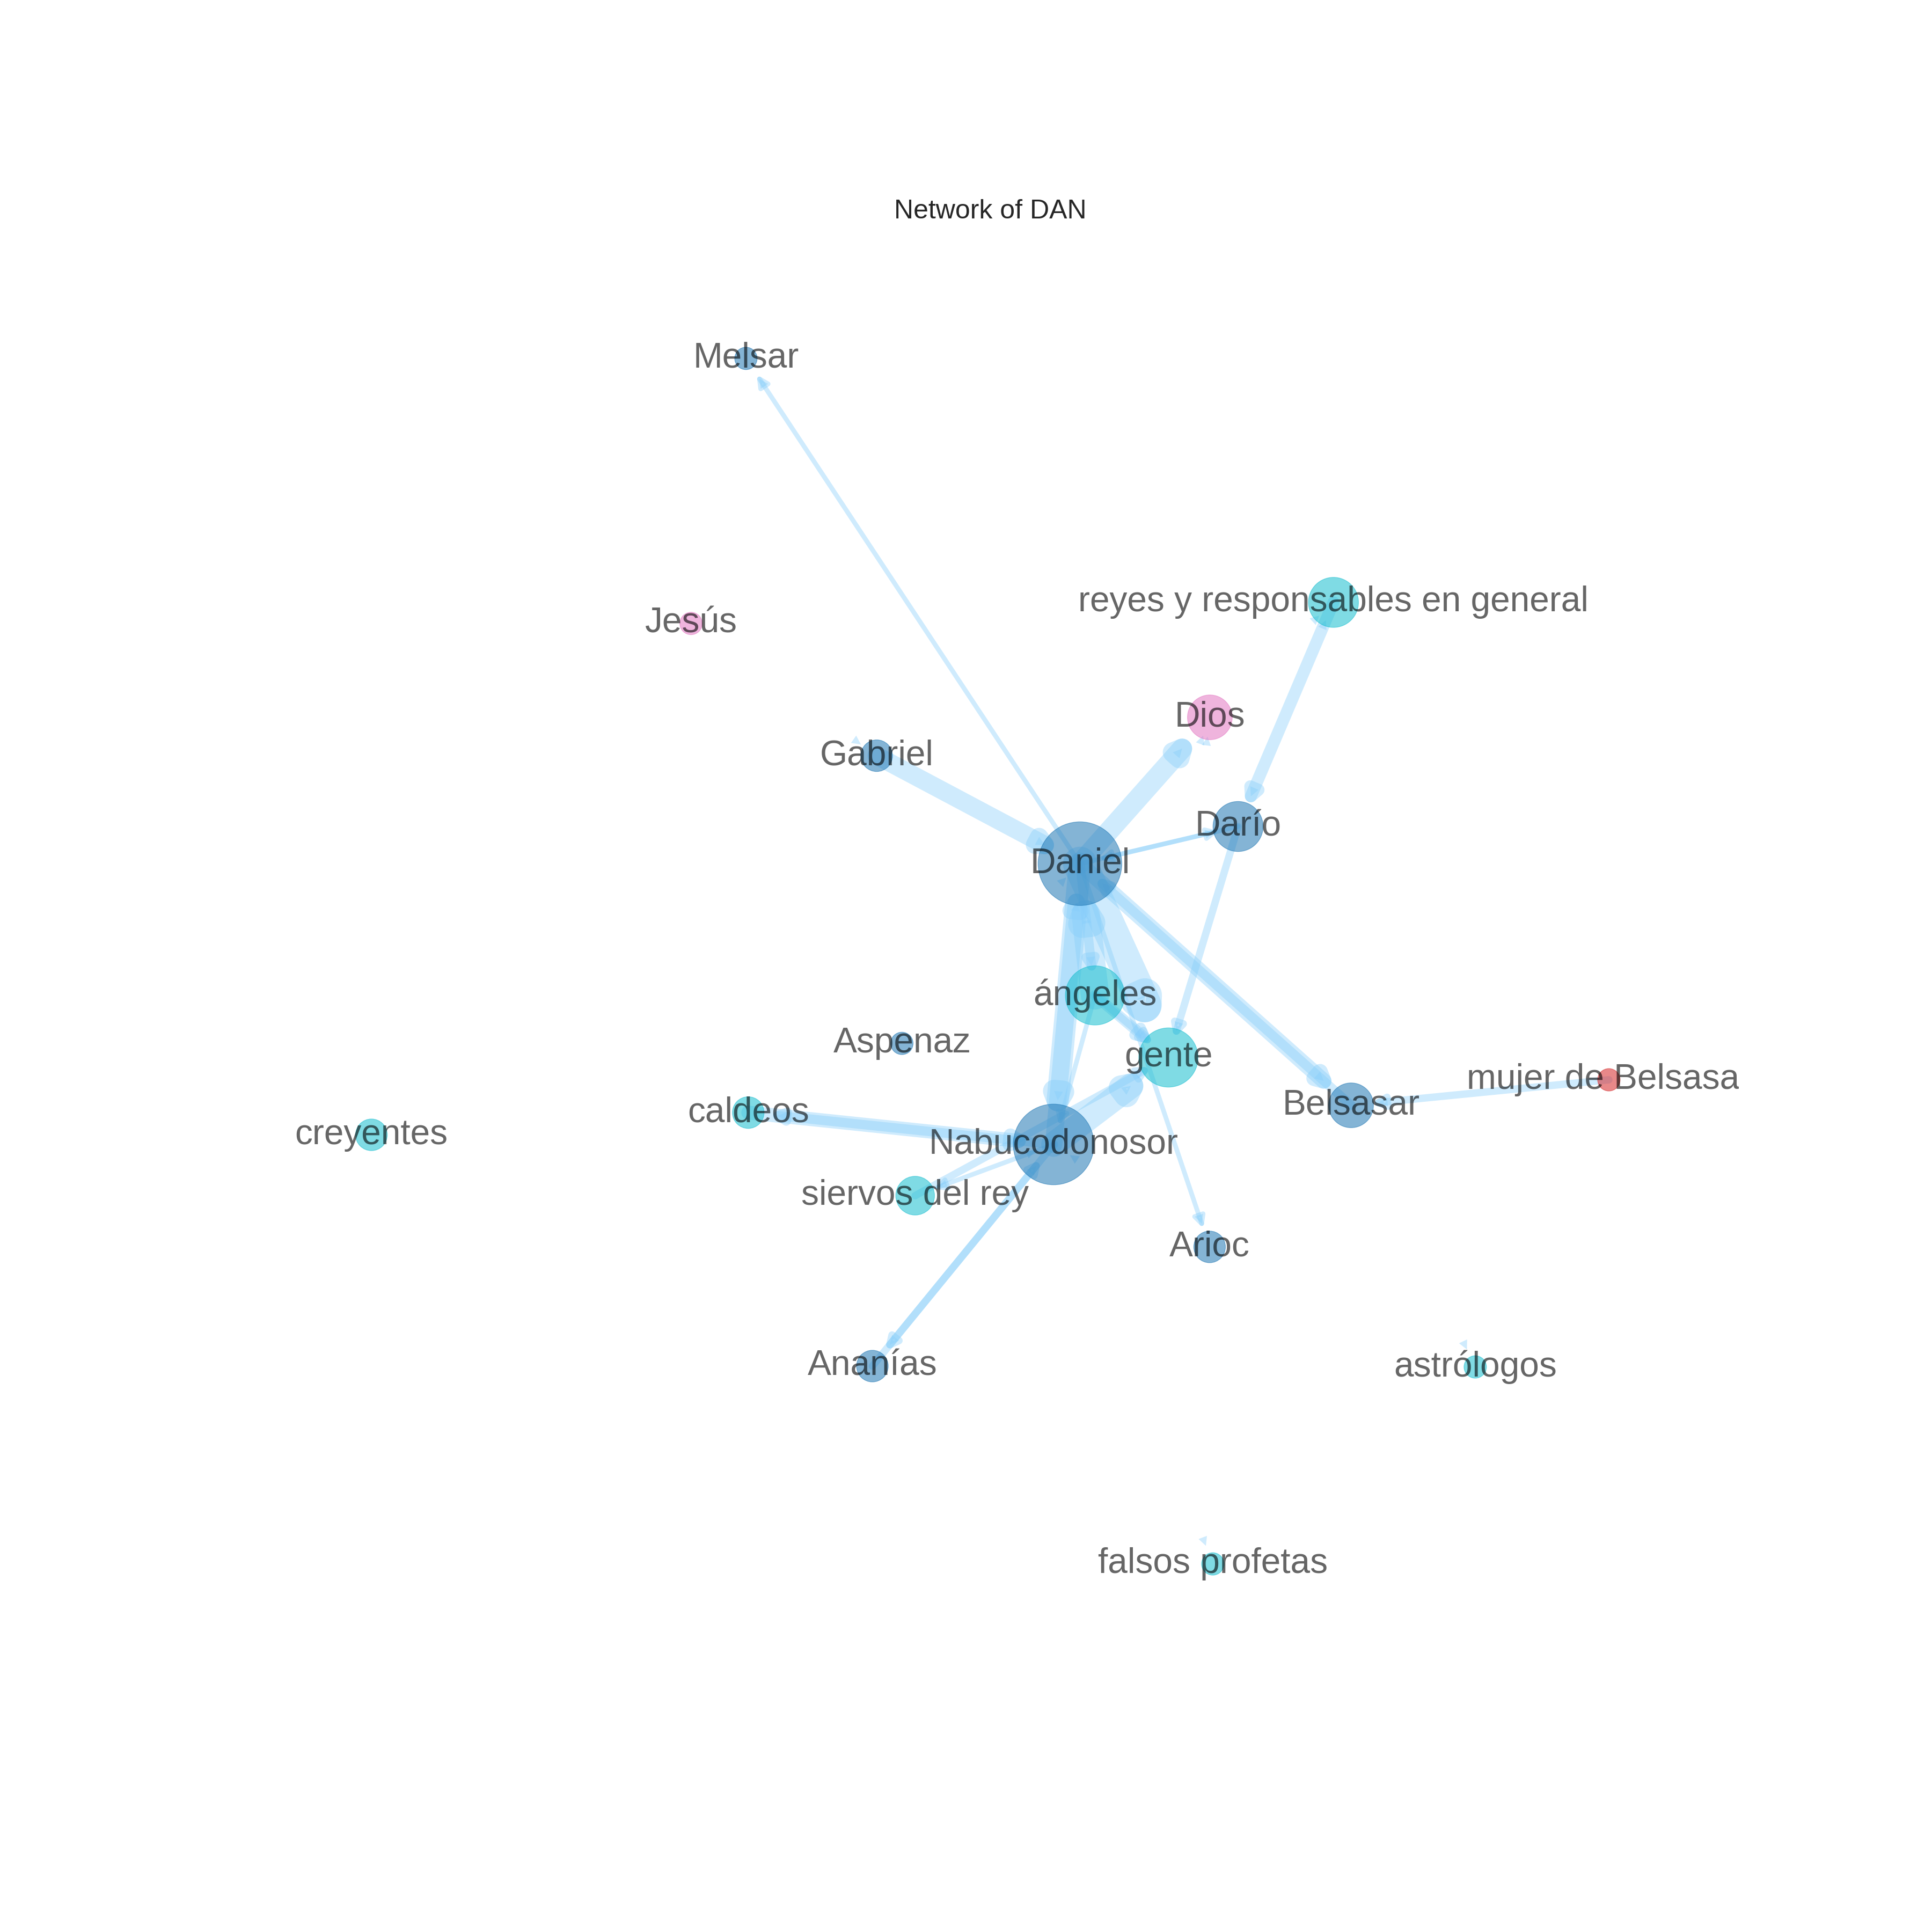 Network of DAN
Melsar
reyes y responsables en general
Jesús
Dios
Gabriel
Darío
Daniel
ángeles
Aspenaz
gente
mujer de Belsasa
Belsasar
caldeos
creyentes
Nabucodonosor
siervos del rey
Arioc
Ananías
astrólogos
falsos profetas